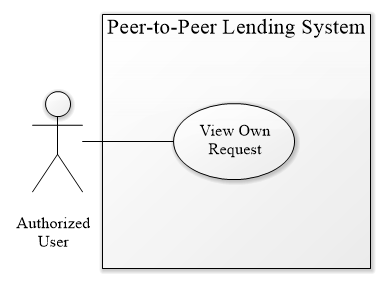 Peer-to-Peer Lending System
View Own
Request
Authorized
User